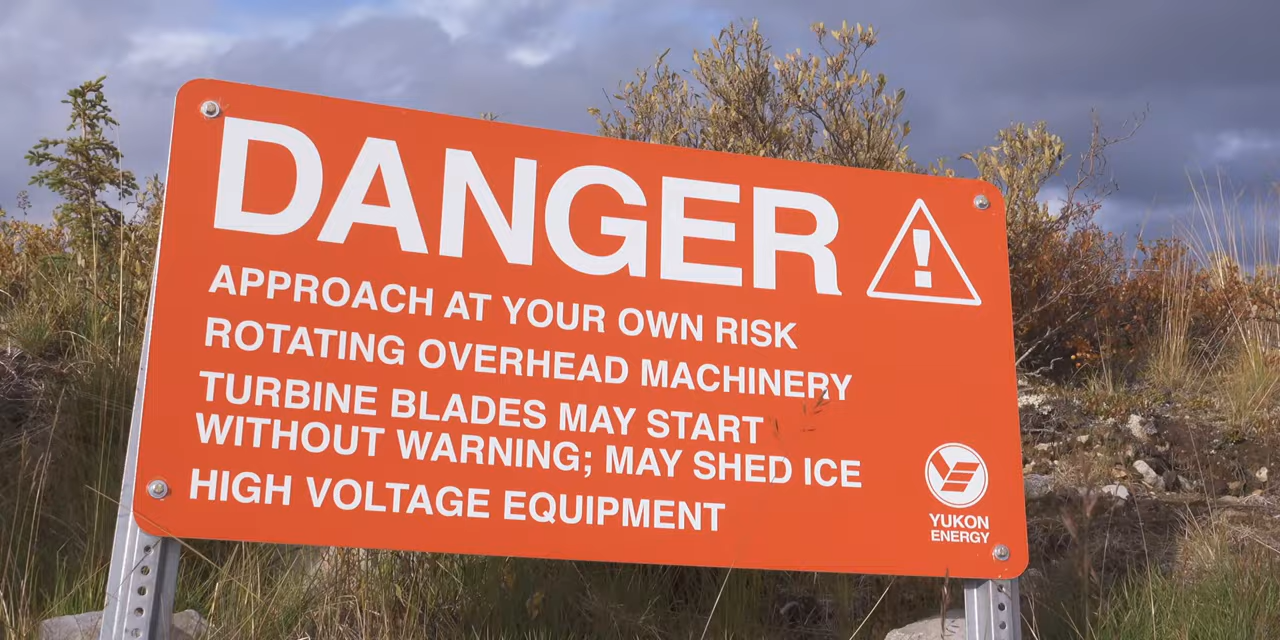 DANGER
APPROACH AT YOUR OWN RISK
ROTATING OVERHEAD MACHINERY
TURBINE BLADES MAY START
WITHOUT WARNING; MAY SHED ICE
HIGH VOLTAGE EQUIPMENT
YUKON
ENERGY